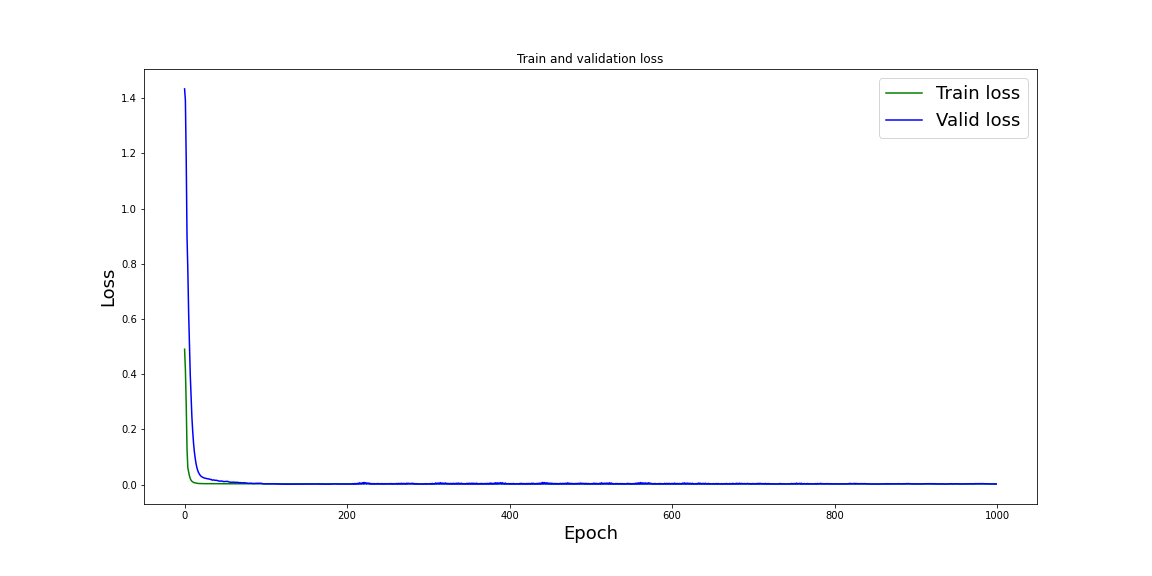 Train and validation loss
Train loss
Valid loss
1.4
1.2
1.0
0.8
0.6
0.4
0.2
0.0
Loss
0 200 400 600 800 1000
Epoch